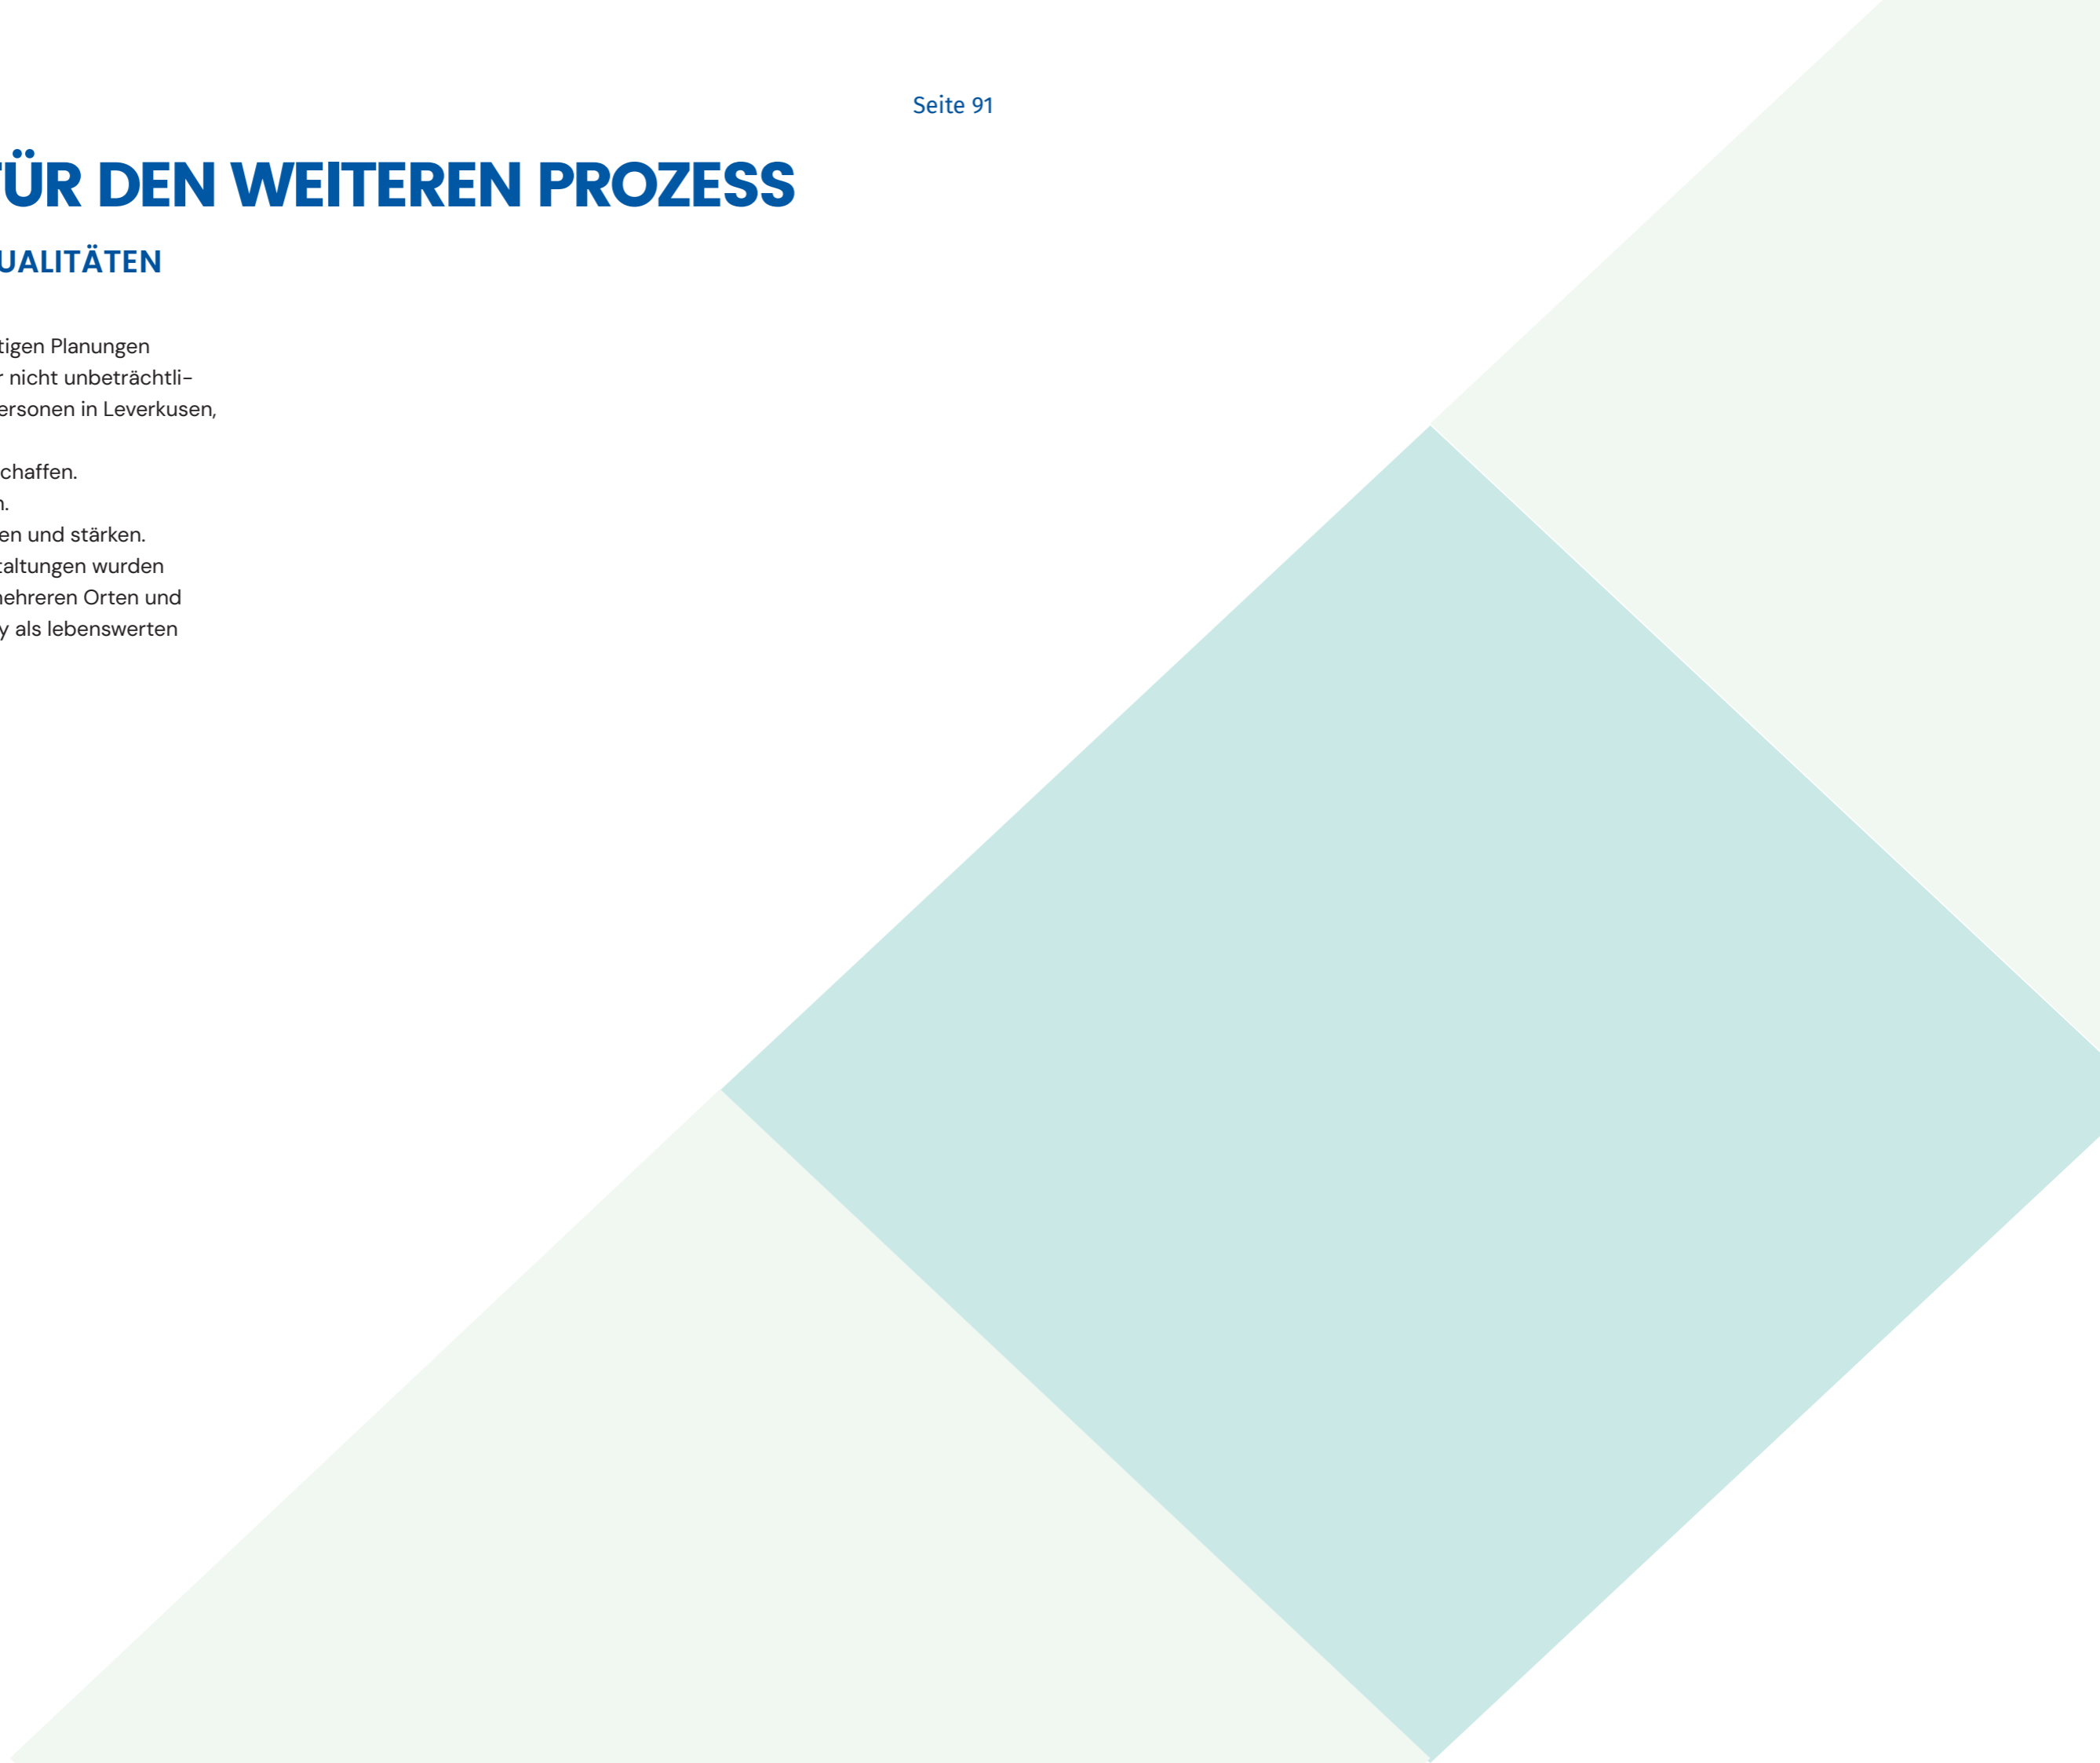 Seite 91
ÜR DEN WEITEREN PROZESS
UALITÄTEN
tigen Planungen
r nicht unbeträchtli-
ersonen in Leverkusen,
chaffen.
n.
en und stärken.
taltungen wurden
ehreren Orten und
y als lebenswerten